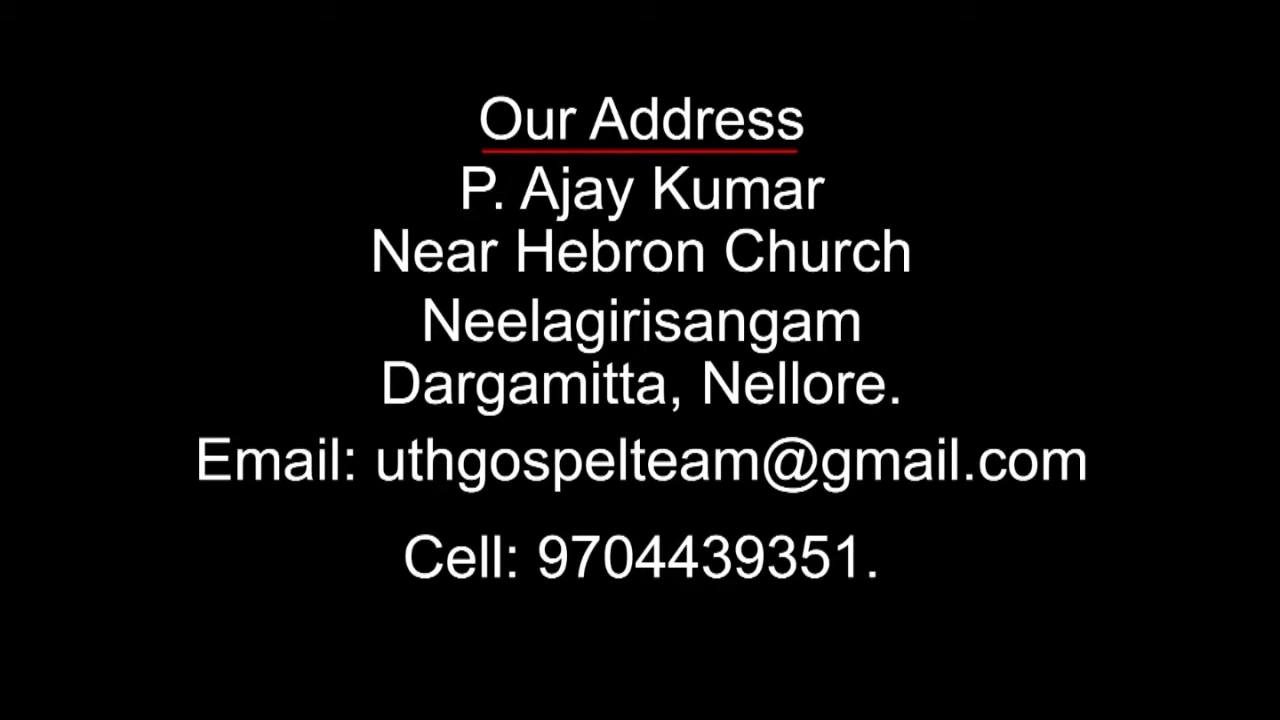 Our Address
P. Ajay Kumar
Near Hebron Church
Neelagirisangam
Dargamitta, Nellore.
Email: uthgospelteam@gmail.com
Cell: 9704439351.